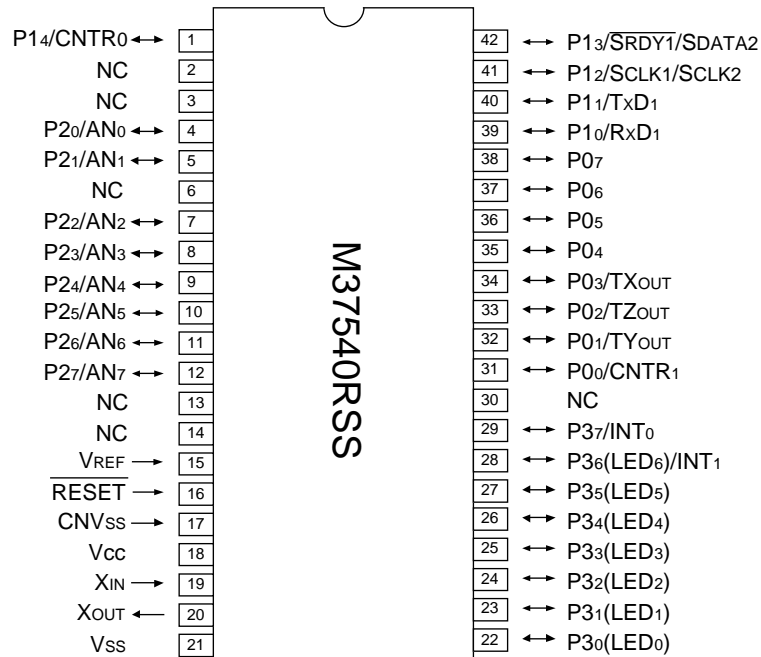 P14/CNTR0
NC
NC
P20/AN0
P21/AN1
NC
P22/AN2
P23/AN3
P24/AN4
P25/AN5
P26/AN6
P27/AN7
NC
NC
VREF
RESET
CNVSS
VCC
XIN
XOUT
VSS
1
2
3
4
5
6
7
8
9
10
11
12
13
14
15
16
17
18
19
20
21
M37540RSS
42
41
40
39
38
37
36
35
34
33
32
31
30
29
28
27
26
25
24
23
22
P13/SRDY1/SDATA2
P12/SCLK1/SCLK2
P11/TxD1
P10/RxD1
P07
P06
P05
P04
P03/TXOUT
P02/TZOUT
P01/TYOUT
P00/CNTR1
NC
P37/INT0
P36(LED6)/INT1
P35(LED5)
P34(LED4)
P33(LED3)
P32(LED2)
P31(LED1)
P30(LED0)